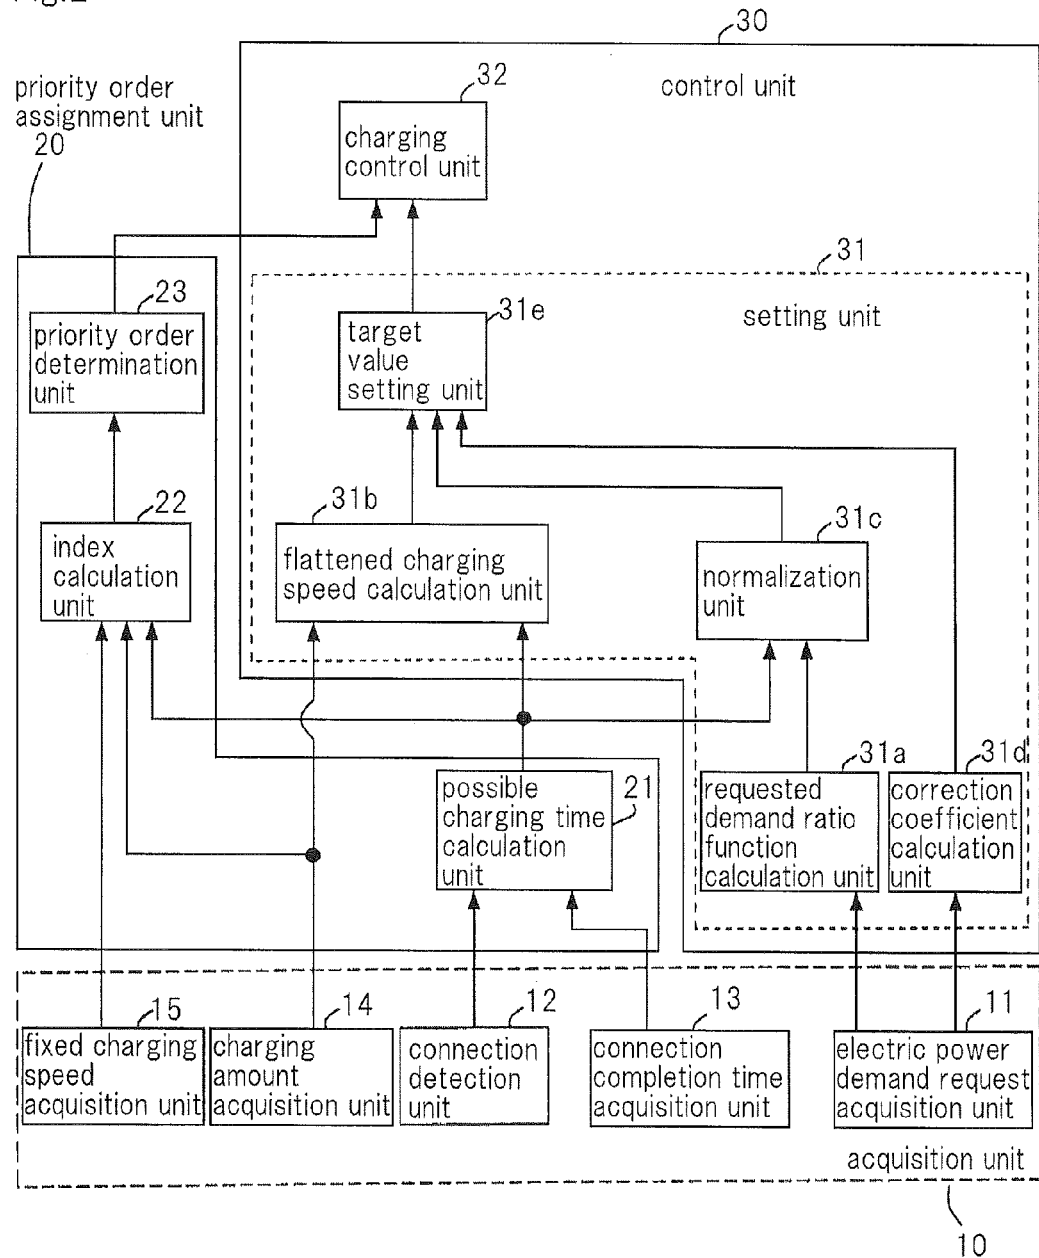 30
control unit
priority order
assignment unit
20
32
charging
control unit
31
setting unit
23
priority order
determination
unit
31e
target
value
setting unit
22
index
calculation
unit
31b
flattened charging
speed calculation unit
31c
normalization
unit
21
possible
charging time
calculation
unit
31a
requested
demand ratio
function
calculation unit
31d
correction
coefficient
calculation
unit
15
fixed charging
speed
acquisition unit
14
charging
amount
acquisition unit
12
connection
detection
unit
13
connection
completion time
acquisition unit
11
electric power
demand request
acquisition unit
acquisition unit
10